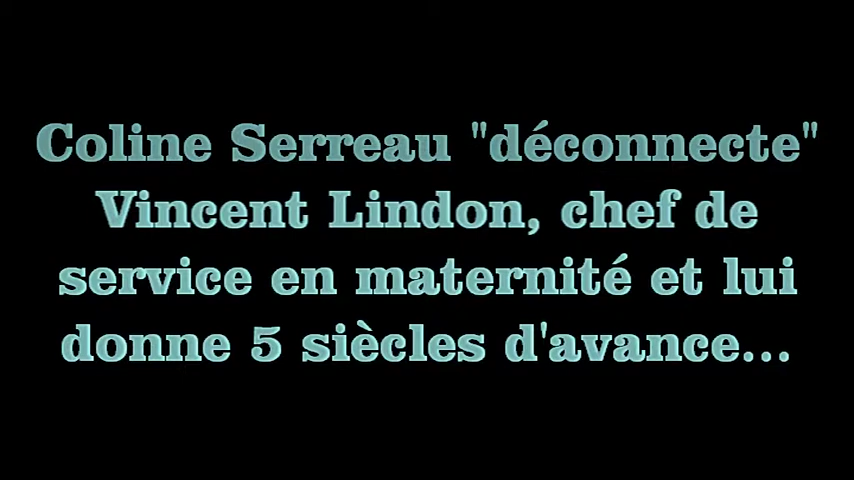 Coline Serreau "déconnecte"
Vincent Lindon, chef de
service en maternité et lui
donne 5 siècles d'avance...